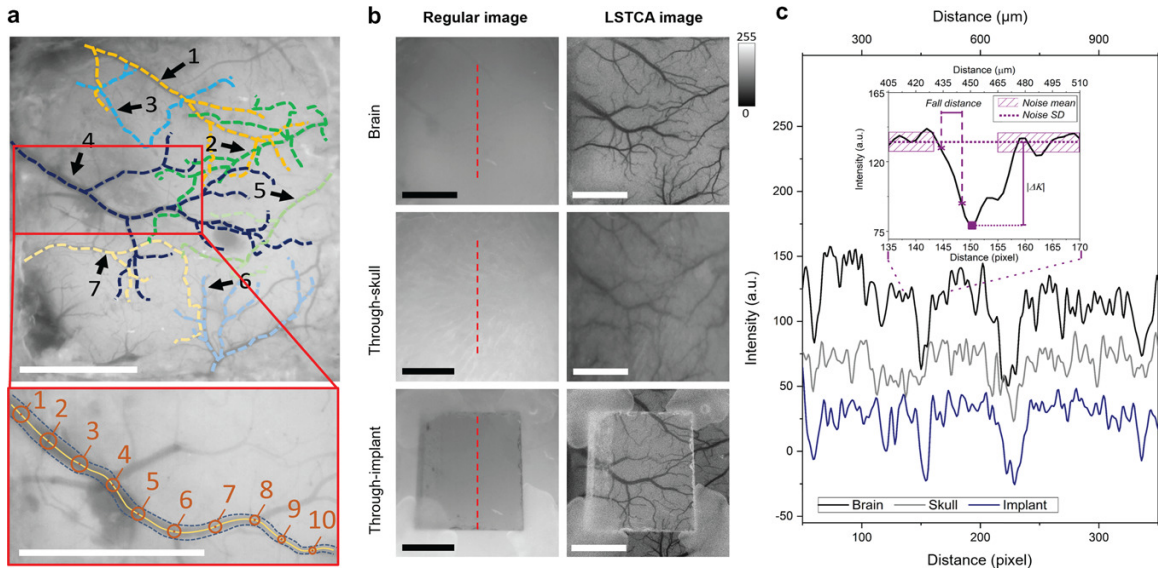 a
1
3
4
2
5
7
6
1
2
3
4
5
6
7
8
9
10
b
Regular image
LSTCA image
Brain
255
0
Through-skull
Through-implant
c
Distance (μm)
300
600
900
Distance (μm)
405
420
435
450
465
480
495
510
165
120
75
Intensity (a.u.)
Fall distance
Noise mean
Noise SD
|ΔK|
135
140
145
150
155
160
165
170
Distance (pixel)
300
250
200
150
100
50
0
-50
Intensity (a.u.)
Brain
Skull
Implant
100
200
300
Distance (pixel)